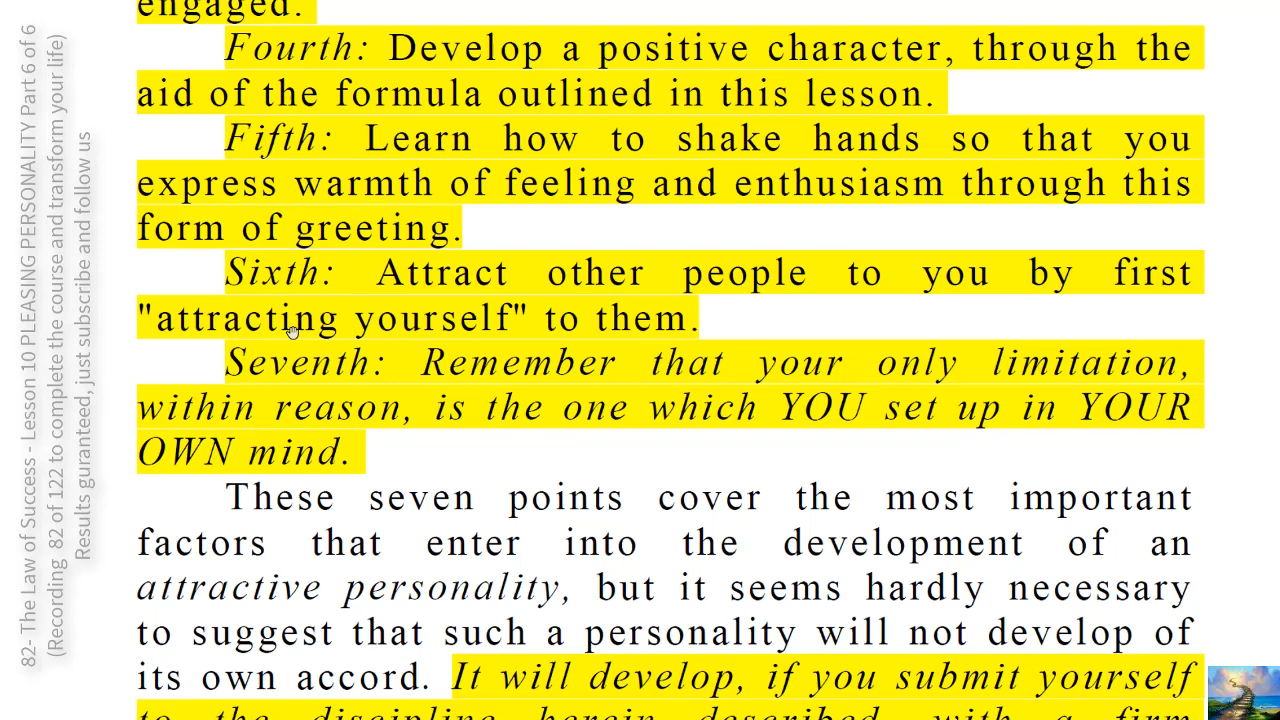 engaged.
Fourth: Develop a positive character, through the
aid of the formula outlined in this lesson.
Fifth: Learn how to shake hands so that you
express warmth of feeling and enthusiasm through this
form of greeting.
Sixth: Attract other people to you by first
"attracting yourself" to them.
Seventh: Remember that your only limitation,
within reason, is the one which YOU set up in YOUR
OWN mind.
These seven points cover the most important
factors that enter into the development of an
attractive personality, but it seems hardly necessary
to suggest that such a personality will not develop of
its own accord. It will develop, if you submit yourself
to the discipline herein described, with a firm
82- The Law of Success - Lesson 10 PLEASING PERSONALITY Part 6 of 6
(Recording 82 of 122 to complete the course and transform your life)
Results guranteed, just subscribe and follow us